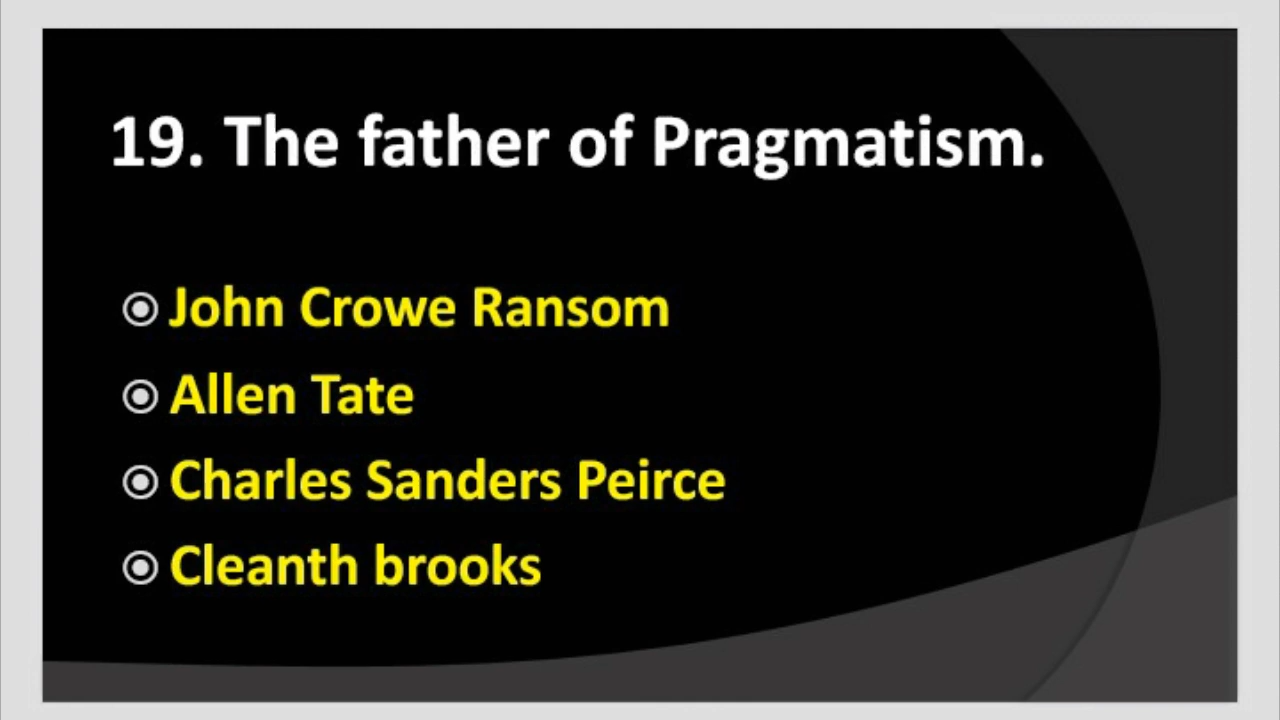 19. The father of Pragmatism.
John Crowe Ransom
Allen Tate
Charles Sanders Peirce
Cleanth brooks